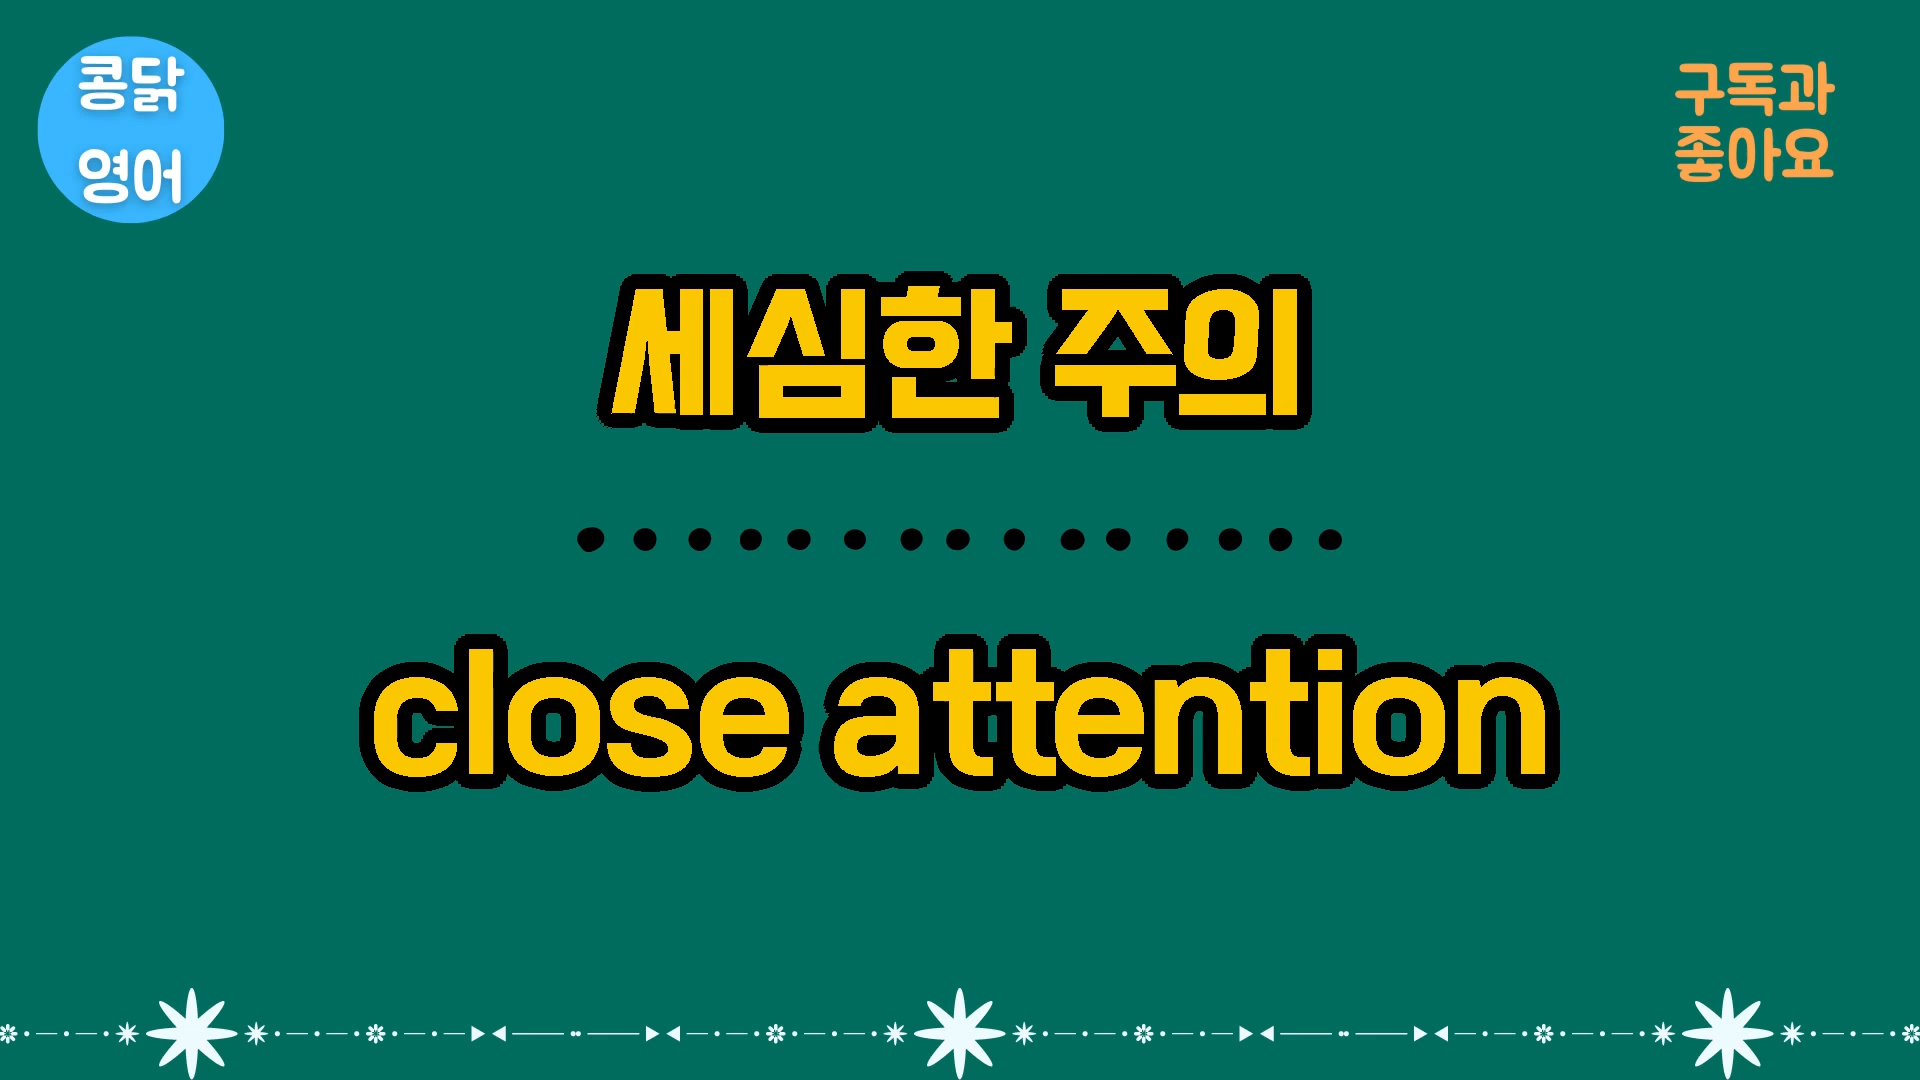 콩닭
영어
구독과
좋아요
세심한 주의
close attention